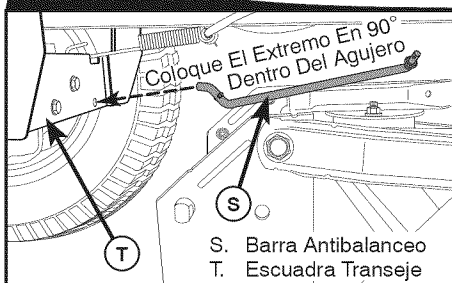 Coloque El Extremo En 90°
Dentro Del Agujero
S
T
S. Barra Antibalanceo
T. Escuadra Transeje